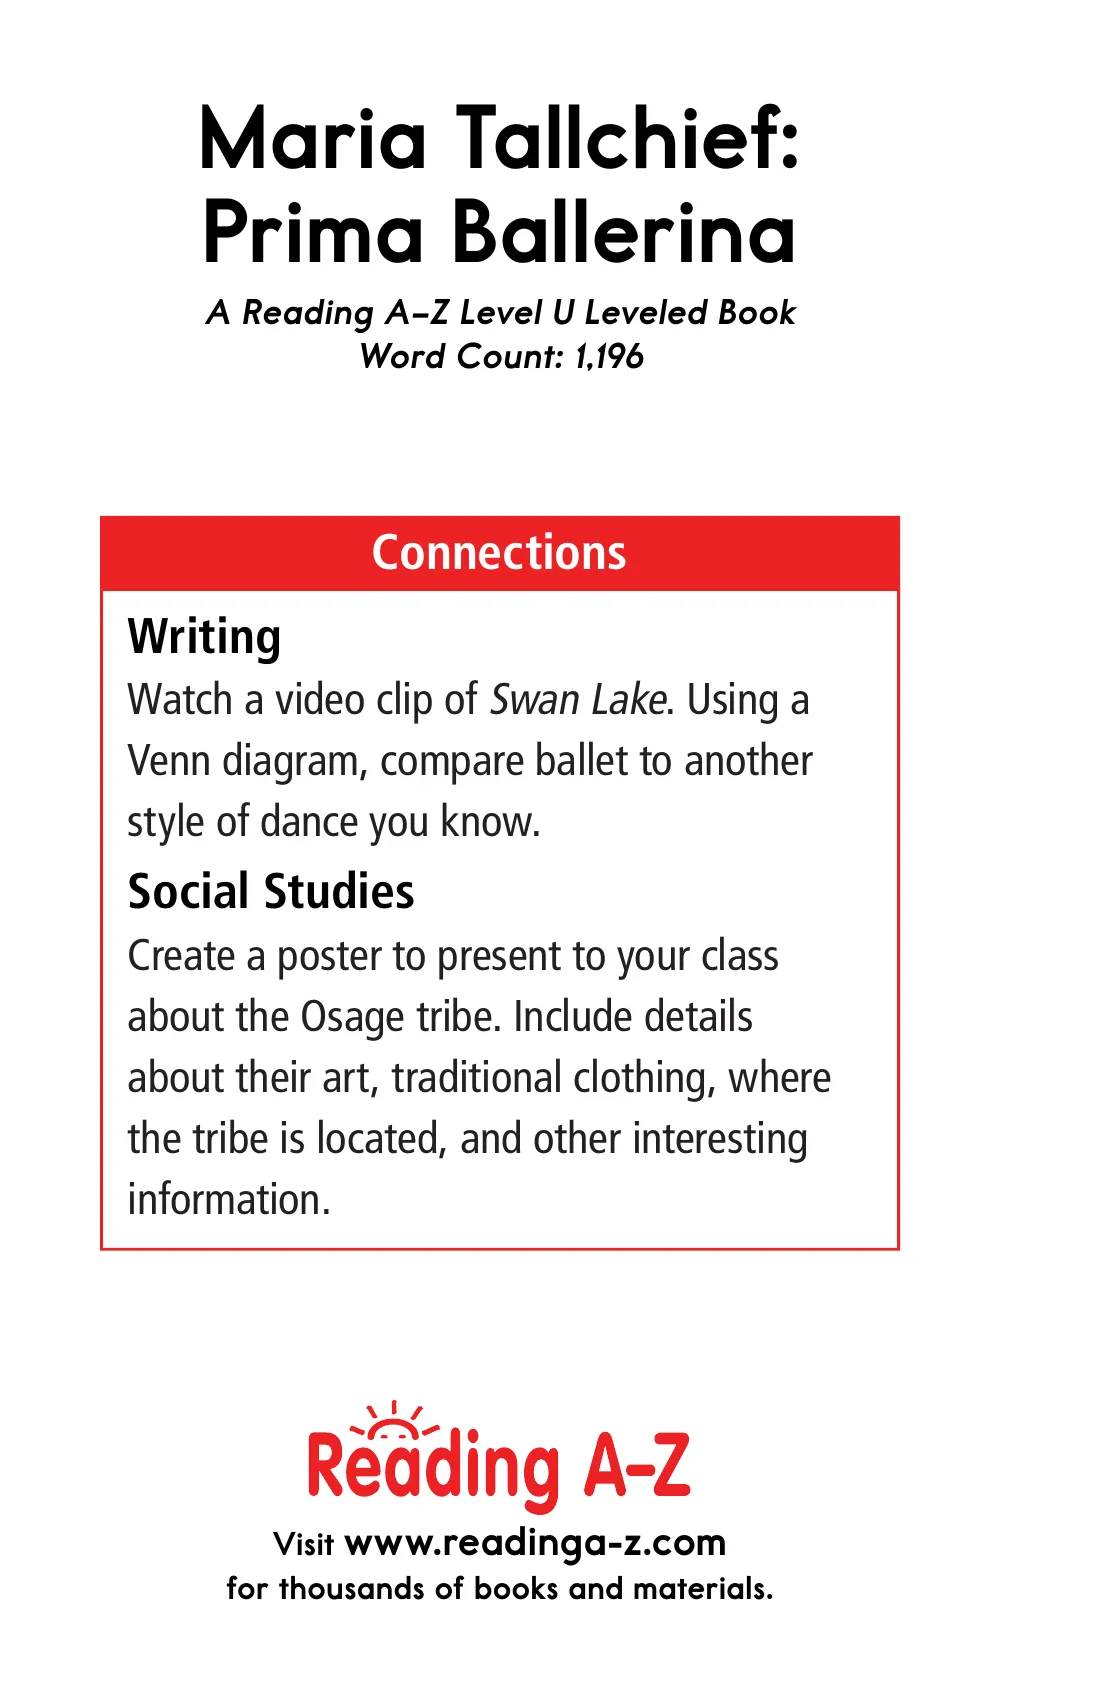 Maria Tallchief:
Prima Ballerina
A Reading A–Z Level U Leveled Book
Word Count: 1,196
Connections
Writing
Watch a video clip of Swan Lake. Using a
Venn diagram, compare ballet to another
style of dance you know.
Social Studies
Create a poster to present to your class
about the Osage tribe. Include details
about their art, traditional clothing, where
the tribe is located, and other interesting
information.
Reading A–Z
Visit www.readinga-z.com
for thousands of books and materials.